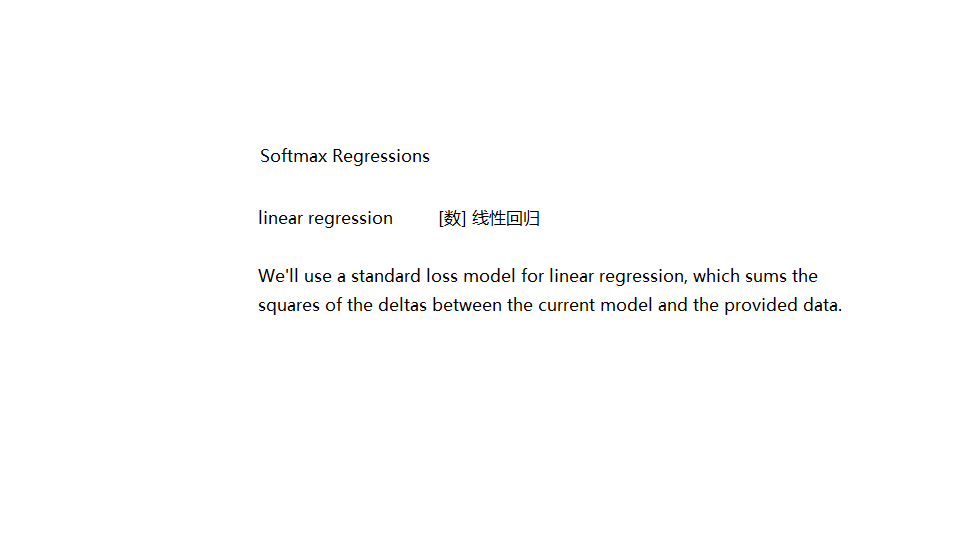 Softmax Regressions
linear regression [数] 线性回归
We'll use a standard loss model for linear regression, which sums the
squares of the deltas between the current model and the provided data.